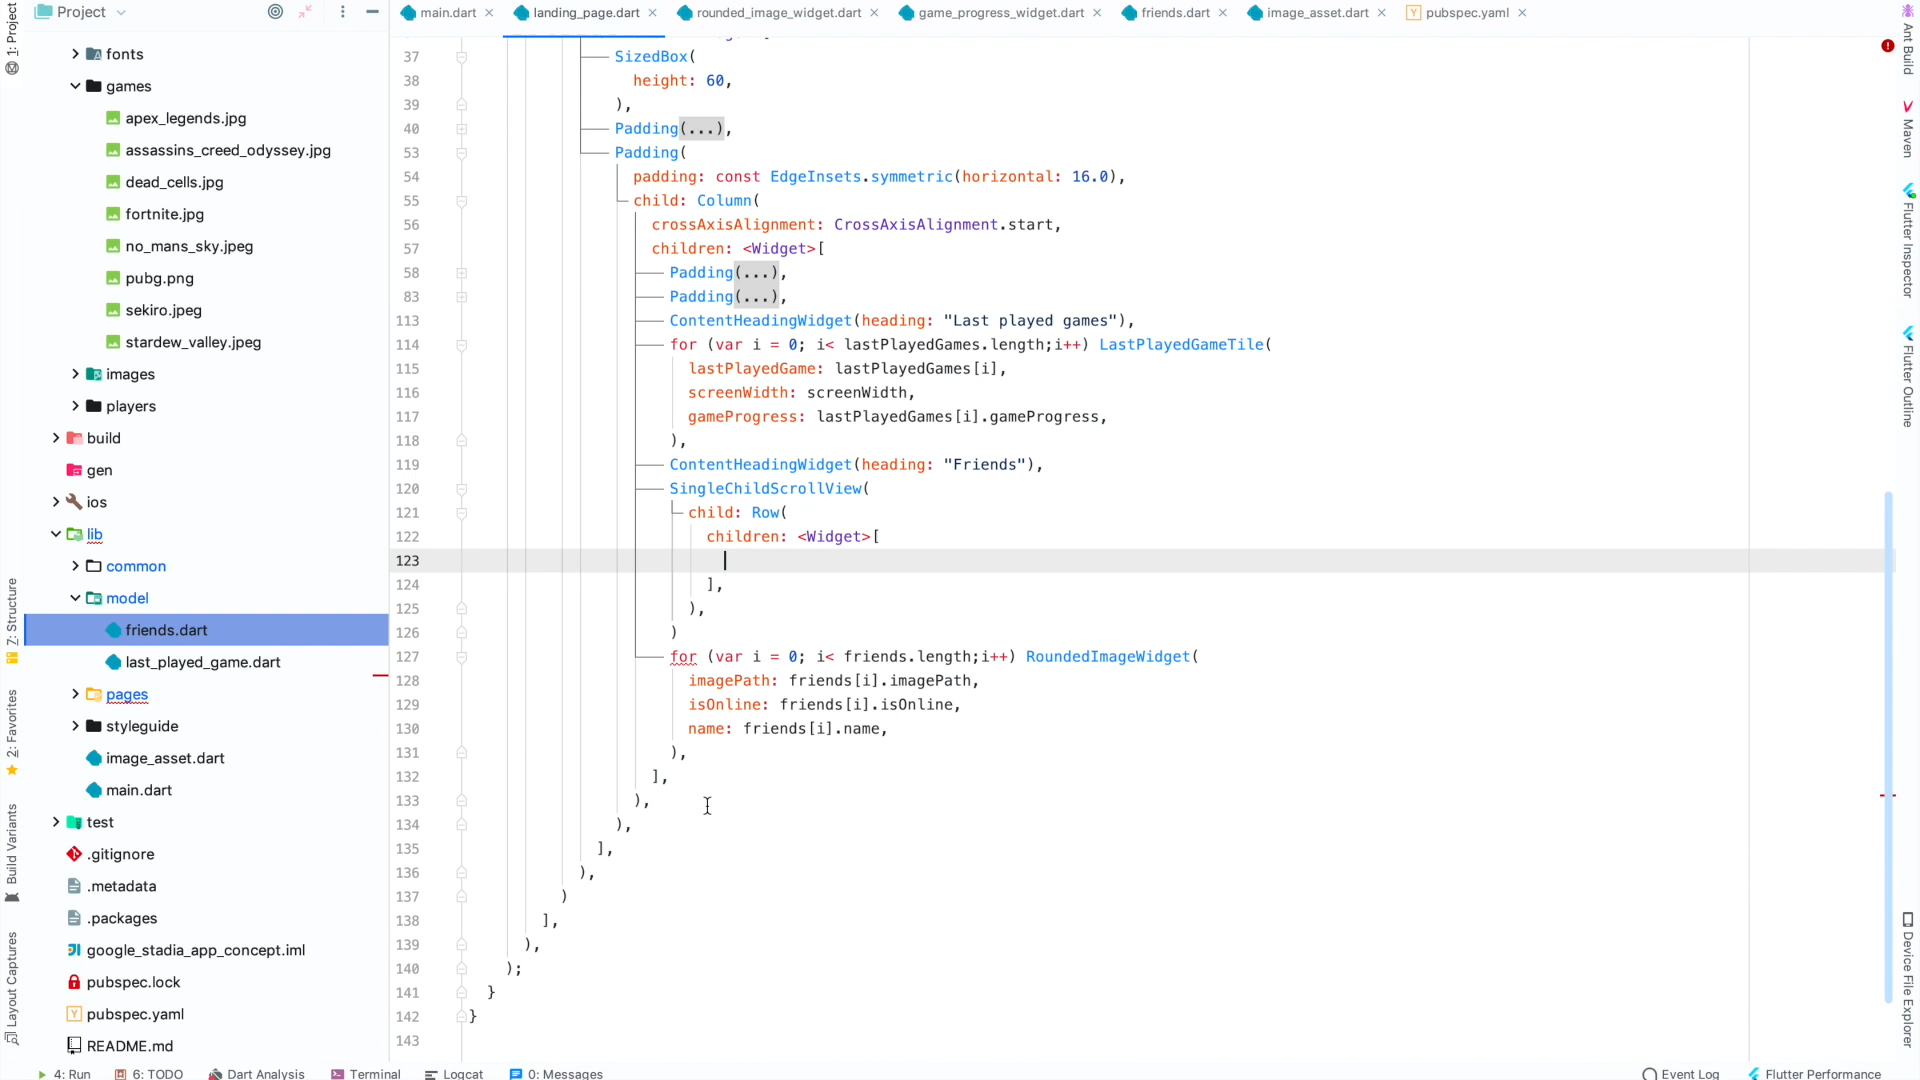 Project
main.dart
landing_page.dart
rounded_image_widget.dart
game_progress_widget.dart
friends.dart
image_asset.dart
pubspec.yaml
1: Project
Z: Structure
2: Favorites
Build Variants
Layout Captures
fonts
games
apex_legends.jpg
assassins_creed_odyssey.jpg
dead_cells.jpg
fortnite.jpg
no_mans_sky.jpeg
pubg.png
sekiro.jpeg
stardew_valley.jpeg
images
players
build
gen
ios
lib
common
model
friends.dart
last_played_game.dart
pages
styleguide
image_asset.dart
main.dart
test
.gitignore
.metadata
.packages
google_stadia_app_concept.iml
pubspec.lock
pubspec.yaml
README.md
37 SizedBox(
38 height: 60,
39 ),
40 Padding(...),
53 Padding(
54 padding: const EdgeInsets.symmetric(horizontal: 16.0),
55 child: Column(
56 crossAxisAlignment: CrossAxisAlignment.start,
57 children: <Widget>[
58 Padding(...),
83 Padding(...),
113 ContentHeadingWidget(heading: "Last played games"),
114 for (var i = 0; i< lastPlayedGames.length;i++) LastPlayedGameTile(
115 lastPlayedGame: lastPlayedGames[i],
116 screenWidth: screenWidth,
117 gameProgress: lastPlayedGames[i].gameProgress,
118 ),
119 ContentHeadingWidget(heading: "Friends"),
120 SingleChildScrollView(
121 child: Row(
122 children: <Widget>[
123
124 ],
125 ),
126 )
127 for (var i = 0; i< friends.length;i++) RoundedImageWidget(
128 imagePath: friends[i].imagePath,
129 isOnline: friends[i].isOnline,
130 name: friends[i].name,
131 ),
132 ],
133 ),
134 ),
135 ],
136 ),
137 )
138 ],
139 ),
140 );
141 }
142 }
143
Ant Build
Maven
Flutter Inspector
Flutter Outline
Device File Explorer
4: Run
6: TODO
Dart Analysis
Terminal
Logcat
0: Messages
Event Log
Flutter Performance